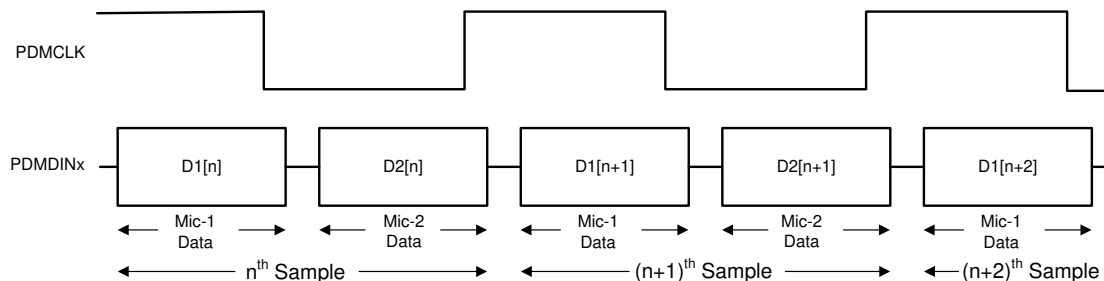 PDMCLK
PDMDINx
D1[n]
D2[n]
D1[n+1]
D2[n+1]
D1[n+2]
Mic-1
Data
Mic-2
Data
Mic-1
Data
Mic-2
Data
Mic-1
Data
nth Sample
(n+1)th Sample
(n+2)th Sample